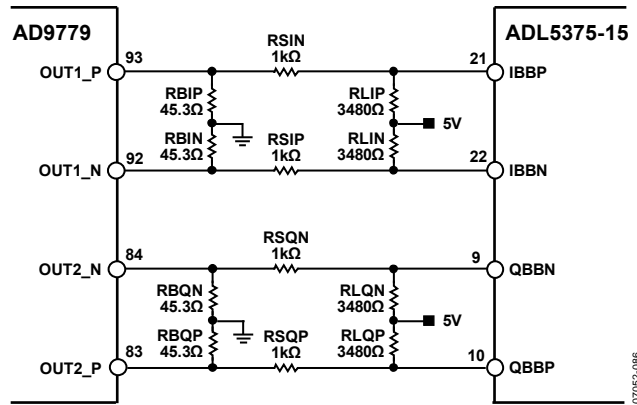 AD9779
ADL5375-15
OUT1_P
93
RSIN
1kΩ
21
IBBP
RBIP
45.3Ω
RBIN
45.3Ω
RLIP
3480Ω
RLIN
3480Ω
5V
OUT1_N
92
RSIP
1kΩ
22
IBBN
OUT2_N
84
RSQN
1kΩ
9
QBBN
RBQN
45.3Ω
RBQP
45.3Ω
RLQN
3480Ω
RLQP
3480Ω
5V
OUT2_P
83
RSQP
1kΩ
10
QBBP
07052-086